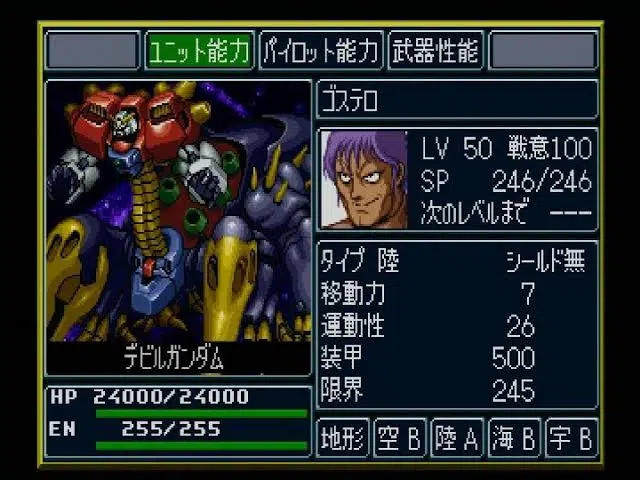 ユニット能力 パイロット能力 武器性能
ゴステロ
LV 50 戦意100
SP 246/246
次のレベルまで ---
デビルガンダム
HP 24000/24000
EN 255/255
タイプ 陸 シールド無
移動力 7
運動性 26
装甲 500
限界 245
地形 空 B 陸 A 海 B 宇 B